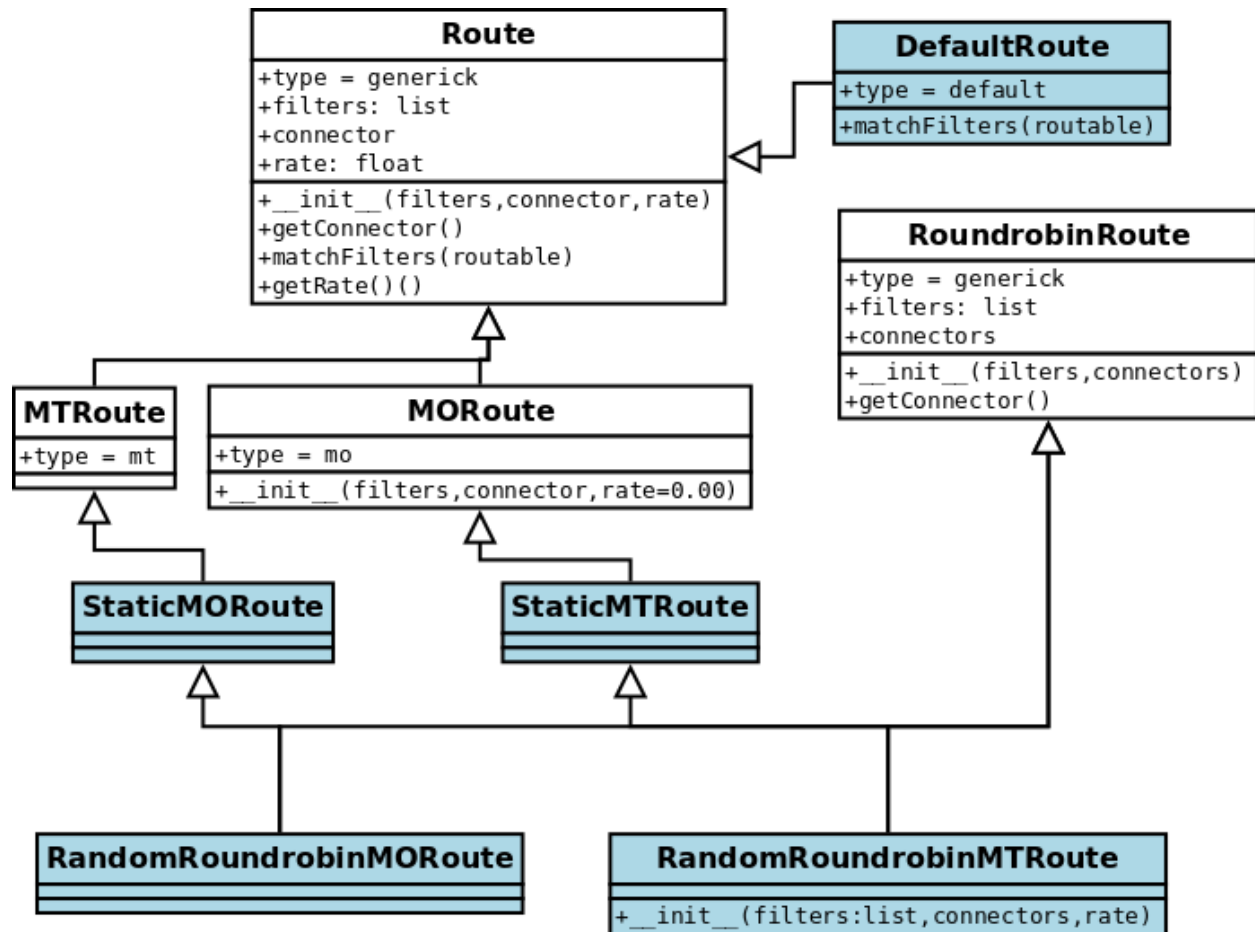 Route
+type = generick
+filters: list
+connector
+rate: float
+__init__(filters,connector,rate)
+getConnector()
+matchFilters(routable)
+getRate()()
DefaultRoute
+type = default
+matchFilters(routable)
RoundrobinRoute
+type = generick
+filters: list
+connectors
+__init__(filters,connectors)
+getConnector()
MTRoute
+type = mt
MORoute
+type = mo
+__init__(filters,connector,rate=0.00)
StaticMORoute
StaticMTRoute
RandomRoundrobinMORoute
RandomRoundrobinMTRoute
+__init__(filters:list,connectors,rate)